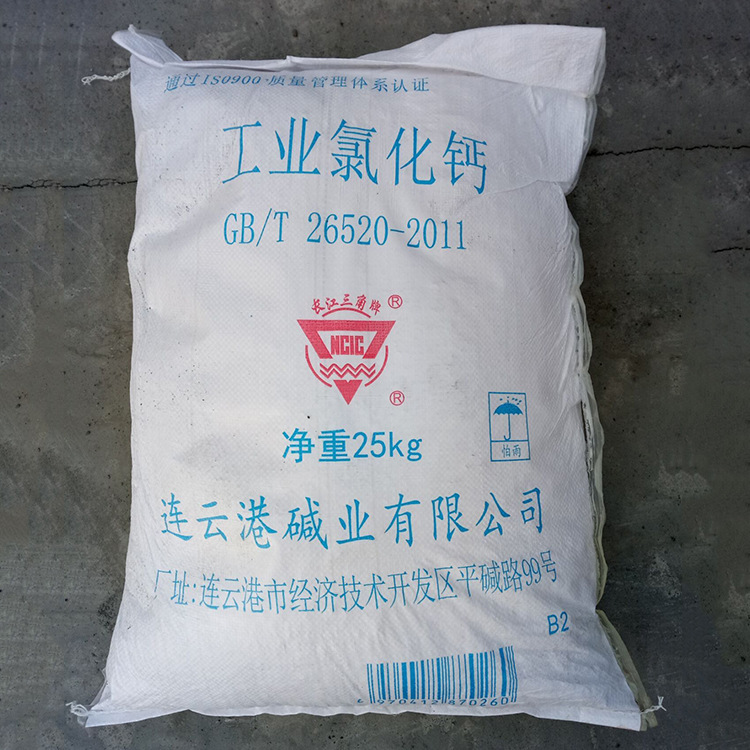 通过ISO900·质量管理体系认证
工业氯化钙
GB/T 26520-2011
长江三角牌®
NCIC
®
净重25kg
怕雨
连云港碱业有限公司
厂址:连云港市经济技术开发区平碱路99号
B2
6970412870260